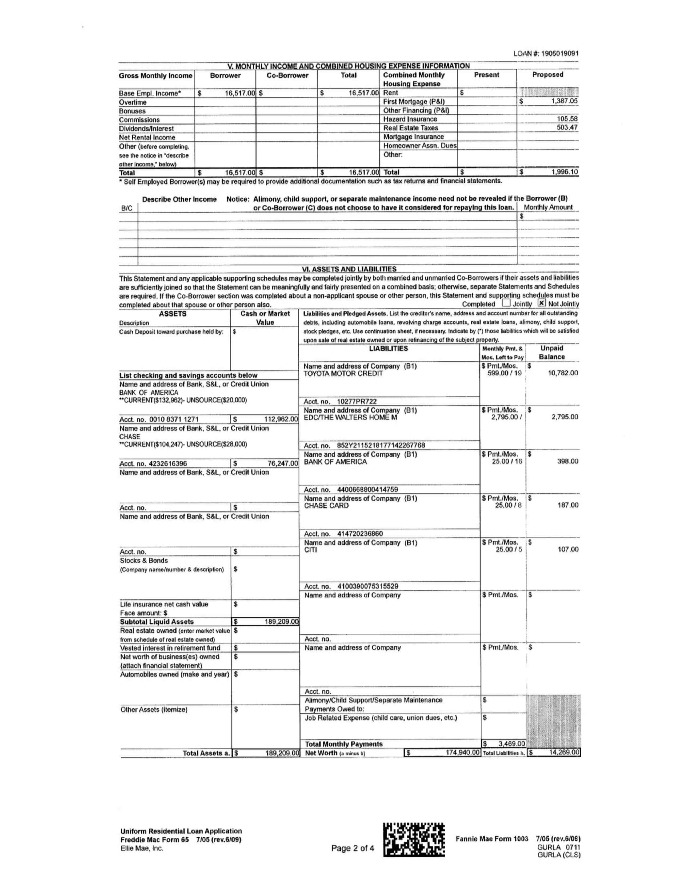 LOAN #: 1905019091
V. MONTHLY INCOME AND COMBINED HOUSING EXPENSE INFORMATION
Gross Monthly Income Borrower Co-Borrower Total Combined Monthly Housing Expense Present Proposed
Base Empl. Income* $ 16,517.00 $ $ 16,517.00 Rent $
Overtime First Mortgage (P&I) $ 1,387.05
Bonuses Other Financing (P&I)
Commissions Hazard Insurance 105.58
Dividends/Interest Real Estate Taxes 503.47
Net Rental Income Mortgage Insurance
Other (before completing, Homeowner Assn. Dues
see the notice in "describe Other:
other income," below)
Total $ 16,517.00 $ $ 16,517.00 Total $ $ 1,996.10
* Self Employed Borrower(s) may be required to provide additional documentation such as tax returns and financial statements.
Describe Other Income Notice: Alimony, child support, or separate maintenance income need not be revealed if the Borrower (B)
B/C or Co-Borrower (C) does not choose to have it considered for repaying this loan. Monthly Amount
$
VI. ASSETS AND LIABILITIES
This Statement and any applicable supporting schedules may be completed jointly by both married and unmarried Co-Borrowers if their assets and liabilities
are sufficiently joined so that the Statement can be meaningfully and fairly presented on a combined basis; otherwise, separate Statements and Schedules
are required. If the Co-Borrower section was completed about a non-applicant spouse or other person, this Statement and supporting schedules must be
completed about that spouse or other person also. Completed Jointly X Not Jointly
ASSETS Cash or Market Value
Description
Cash Deposit toward purchase held by: $
List checking and savings accounts below
Name and address of Bank, S&L, or Credit Union
BANK OF AMERICA
**CURRENT($132,962)- UNSOURCE($20,000)
Acct. no. 0010 8371 1271 $ 112,962.00
Name and address of Bank, S&L, or Credit Union
CHASE
**CURRENT($104,247)- UNSOURCE($28,000)
Acct. no. 4232616396 $ 76,247.00
Name and address of Bank, S&L, or Credit Union
Acct. no. $
Name and address of Bank, S&L, or Credit Union
Acct. no. $
Stocks & Bonds
(Company name/number & description) $
Life insurance net cash value $
Face amount: $
Subtotal Liquid Assets $ 189,209.00
Real estate owned (enter market value $
from schedule of real estate owned)
Vested interest in retirement fund $
Net worth of business(es) owned $
(attach financial statement)
Automobiles owned (make and year) $
Other Assets (itemize) $
Total Assets a. $ 189,209.00
Liabilities and Pledged Assets. List the creditor's name, address and account number for all outstanding
debts, including automobile loans, revolving charge accounts, real estate loans, alimony, child support,
stock pledges, etc. Use continuation sheet, if necessary. Indicate by (*) those liabilities which will be satisfied
upon sale of real estate owned or upon refinancing of the subject property.
LIABILITIES Monthly Pmt. & Mos. Left to Pay Unpaid Balance
Name and address of Company (B1) $ Pmt./Mos. $
TOYOTA MOTOR CREDIT 599.00 / 19 10,782.00
Acct. no. 10277PR722
Name and address of Company (B1) $ Pmt./Mos. $
EDC/THE WALTERS HOME M 2,795.00 / 2,795.00
Acct. no. 852Y2115218177142267768
Name and address of Company (B1) $ Pmt./Mos. $
BANK OF AMERICA 25.00 / 16 398.00
Acct. no. 4400668800414759
Name and address of Company (B1) $ Pmt./Mos. $
CHASE CARD 25.00 / 8 187.00
Acct. no. 414720236860
Name and address of Company (B1) $ Pmt./Mos. $
CITI 25.00 / 5 107.00
Acct. no. 4100390075315529
Name and address of Company $ Pmt./Mos. $
Acct. no.
Name and address of Company $ Pmt./Mos. $
Acct. no.
Alimony/Child Support/Separate Maintenance $
Payments Owed to:
Job Related Expense (child care, union dues, etc.) $
Total Monthly Payments $ 3,469.00
Net Worth (a minus b) $ 174,940.00 Total Liabilities b. $ 14,269.00
Uniform Residential Loan Application
Freddie Mac Form 65 7/05 (rev.6/09)
Ellie Mae, Inc.
Page 2 of 4
Fannie Mae Form 1003 7/05 (rev.6/09)
GURLA 0711
GURLA (CLS)